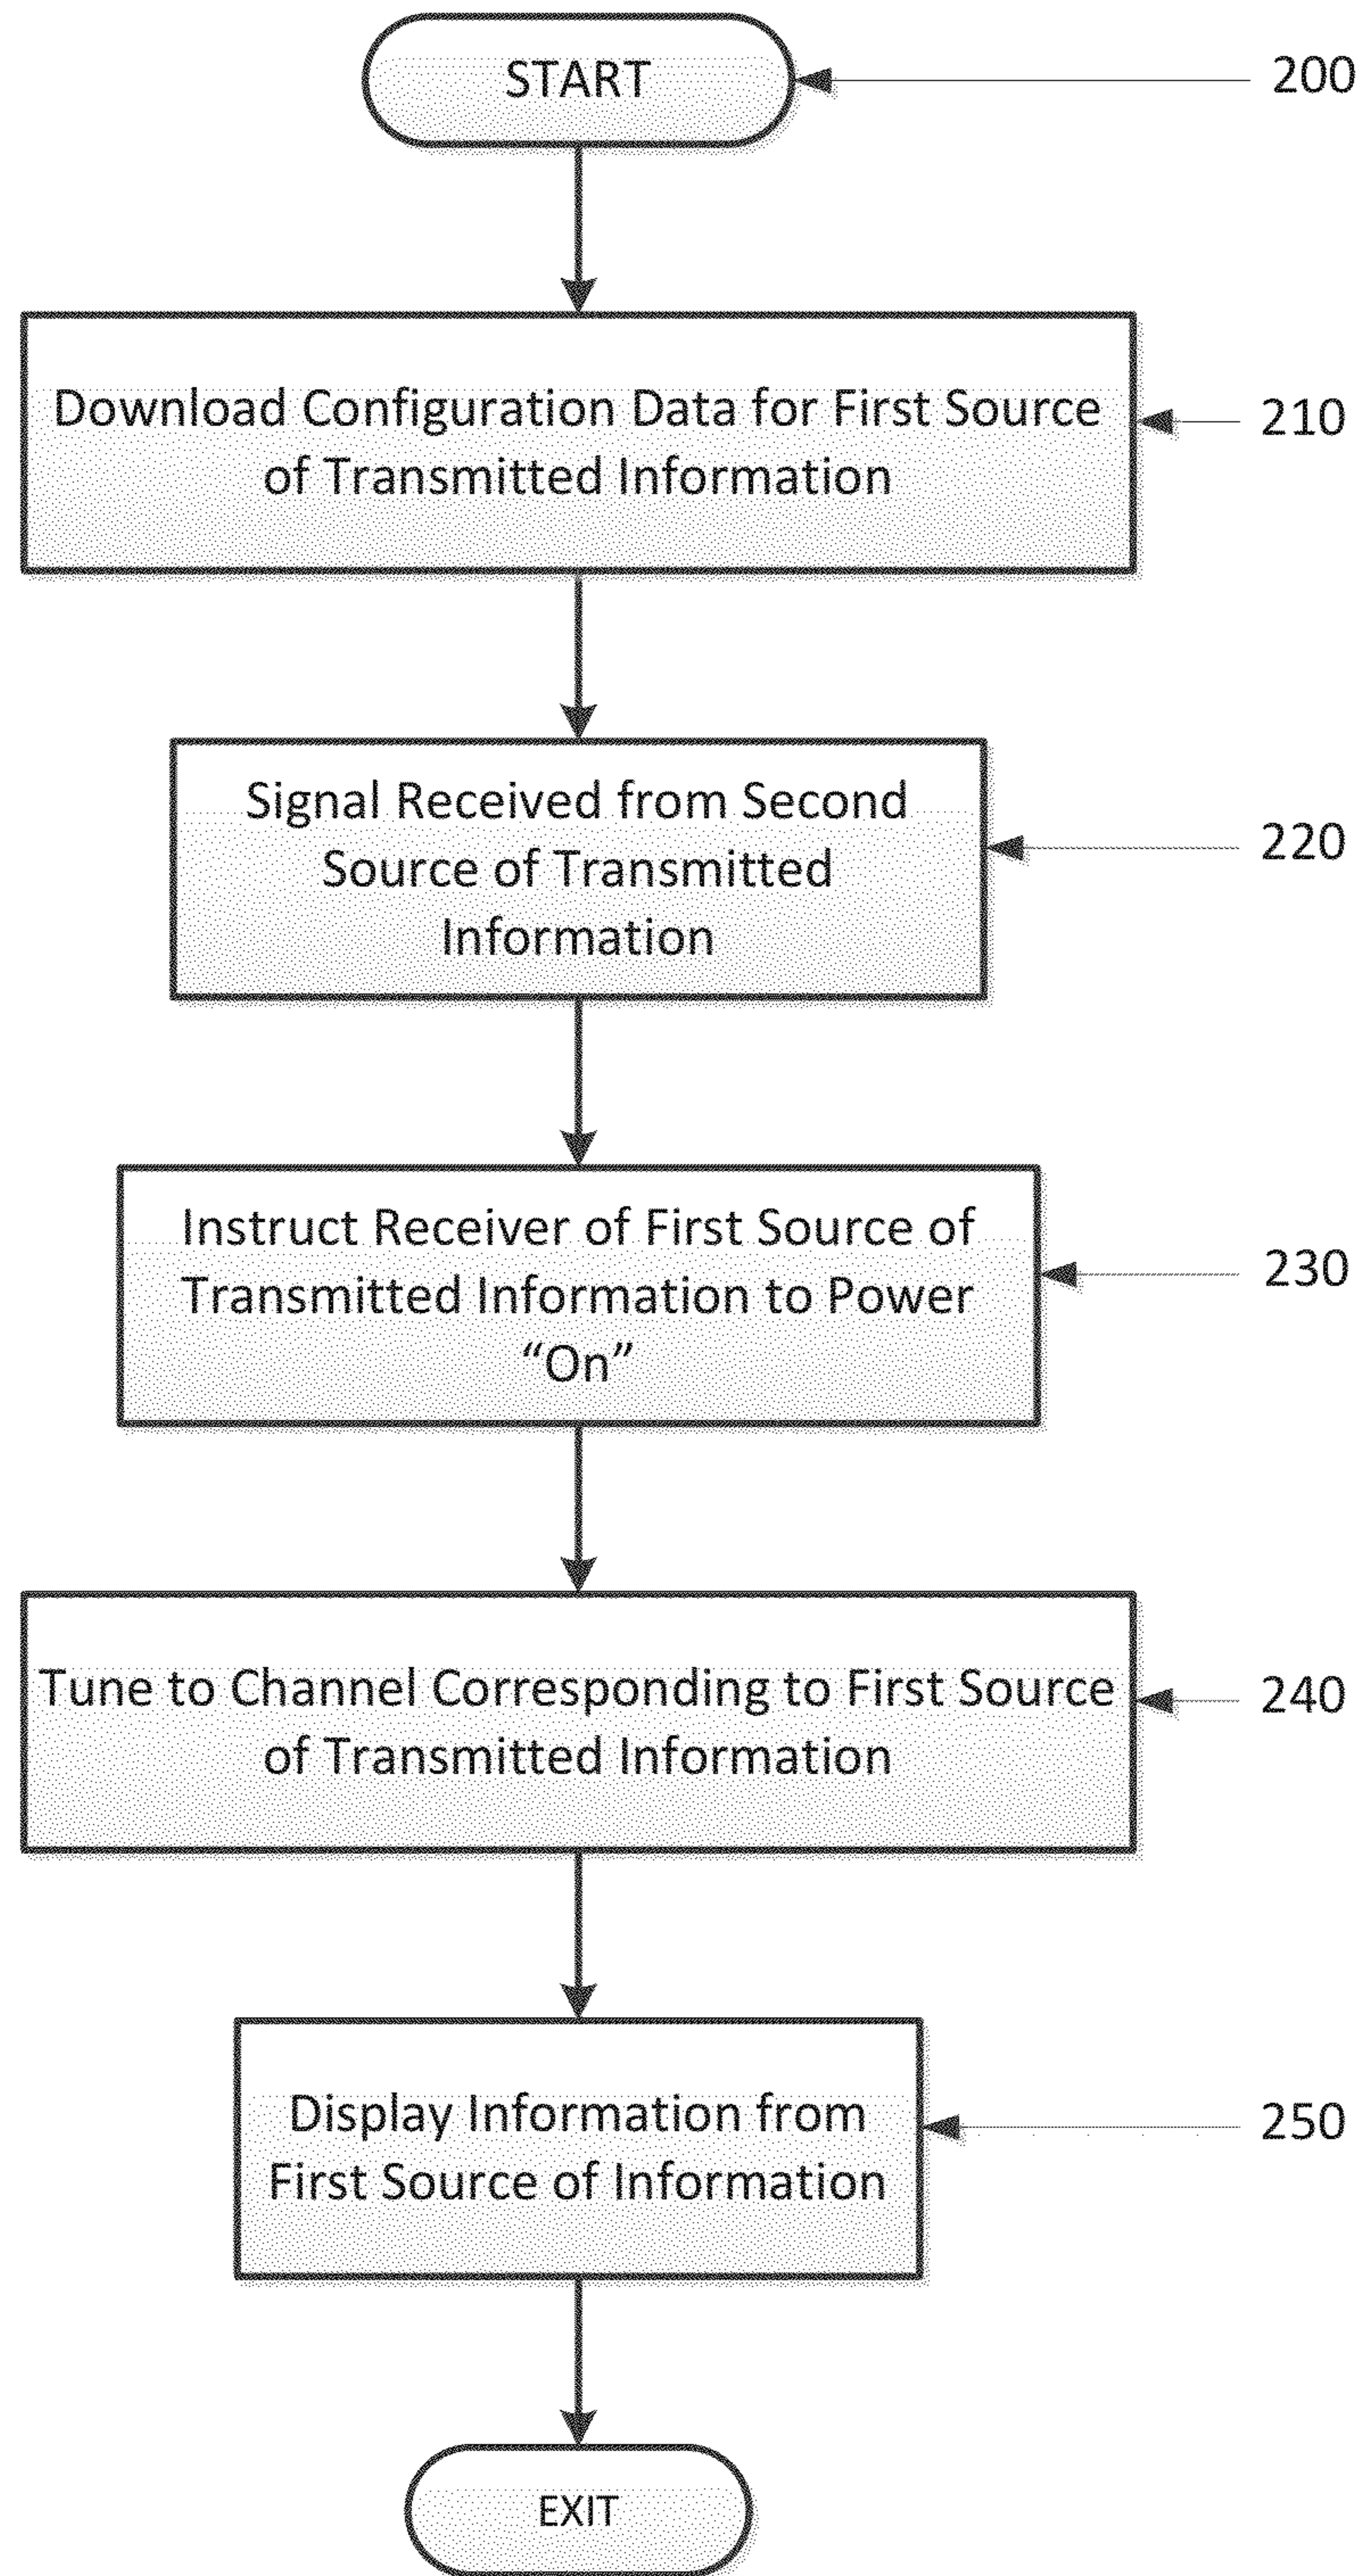 START
200
Download Configuration Data for First Source
of Transmitted Information
210
Signal Received from Second
Source of Transmitted
Information
220
Instruct Receiver of First Source of
Transmitted Information to Power
“On”
230
Tune to Channel Corresponding to First Source
of Transmitted Information
240
Display Information from
First Source of Information
250
EXIT